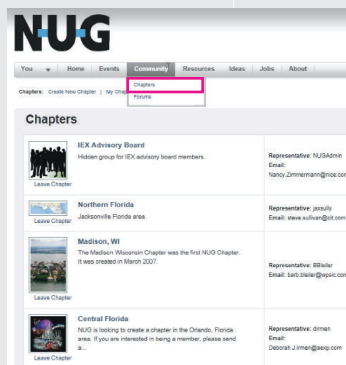 NUG
You Home Events Community Resources Ideas Jobs About
Chapters: Create New Chapter | My Chap
Chapters
Forums
Chapters
IEX Advisory Board
Hidden group for IEX advisory board members.
Representative: NUGAdmin
Email:
Nancy.Zimmermann@nice.com
Leave Chapter
Northern Florida
Jacksonville Florida area
Representative: jassully
Email: steve.sullivan@cit.com
Leave Chapter
Madison, WI
The Madison Wisconsin Chapter was the first NUG Chapter.
It was created in March 2007.
Representative: BBleiler
Email: barb.bleiler@wpsic.com
Leave Chapter
Central Florida
NUG is looking to create a chapter in the Orlando, Florida
area. If you are interested in being a member, please send
a...
Representative: dirmen
Email:
Deborah.J.Irmen@aexp.com
Leave Chapter